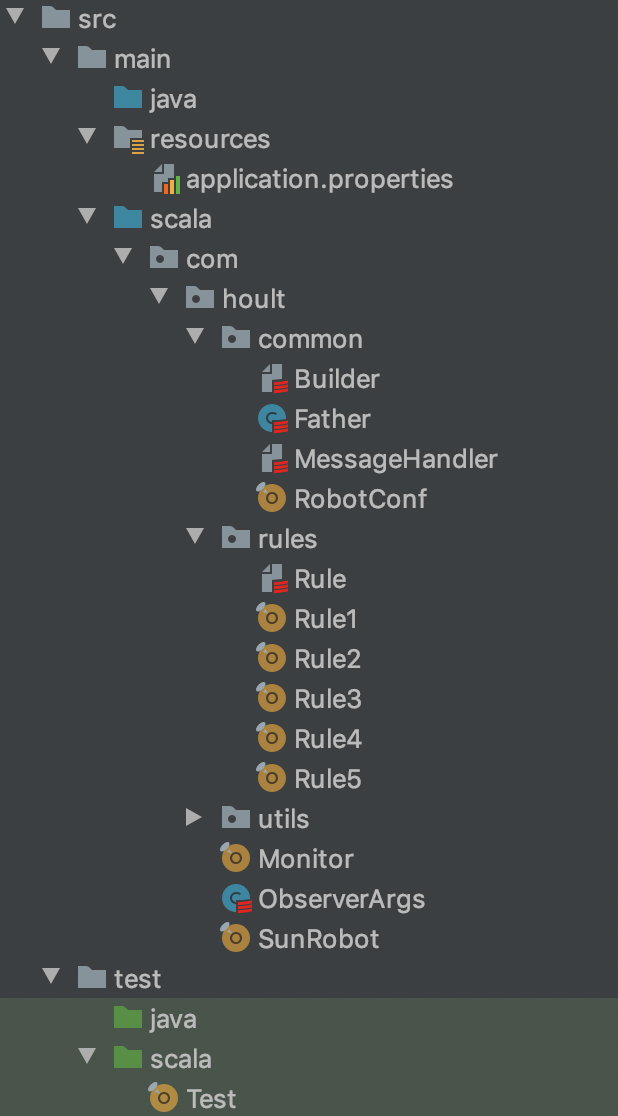 src
main
java
resources
application.properties
scala
com
hoult
common
Builder
Father
MessageHandler
RobotConf
rules
Rule
Rule1
Rule2
Rule3
Rule4
Rule5
utils
Monitor
ObserverArgs
SunRobot
test
java
scala
Test